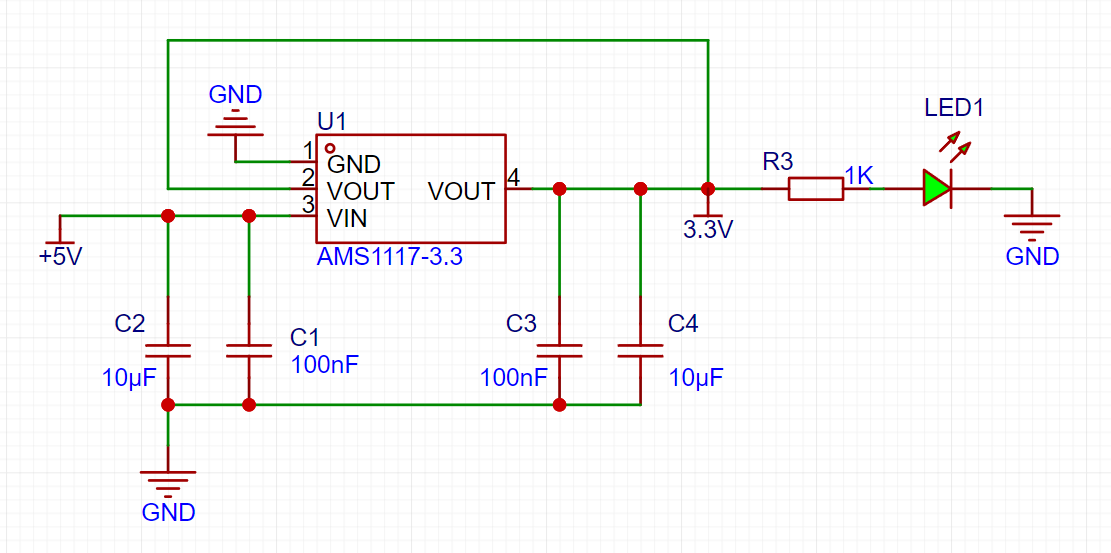 GND
U1
1
GND
2
VOUT
VOUT
4
3
VIN
AMS1117-3.3
+5V
3.3V
R3
1K
LED1
GND
C2
10µF
C1
100nF
C3
100nF
C4
10µF
GND